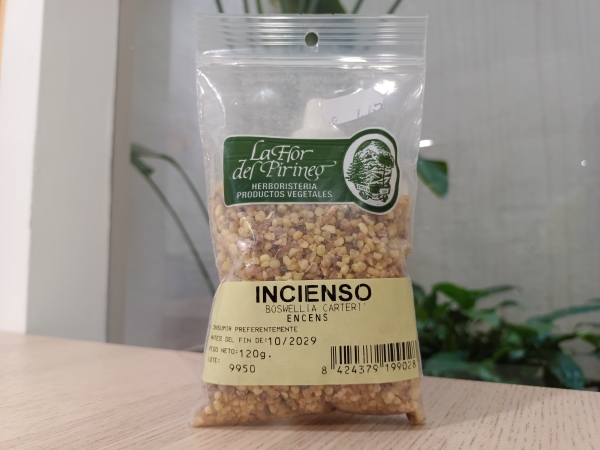 La Flor
del Pirineo
HERBORISTERIA
PRODUCTOS VEGETALES
INCIENSO
BOSWELLIA CARTERI
ENCENS
CONSUMIR PREFERENTEMENTE
ANTES DEL FIN DE:10/2029
PESO NETO:120g.
LOTE: 9950
8 424379 199028